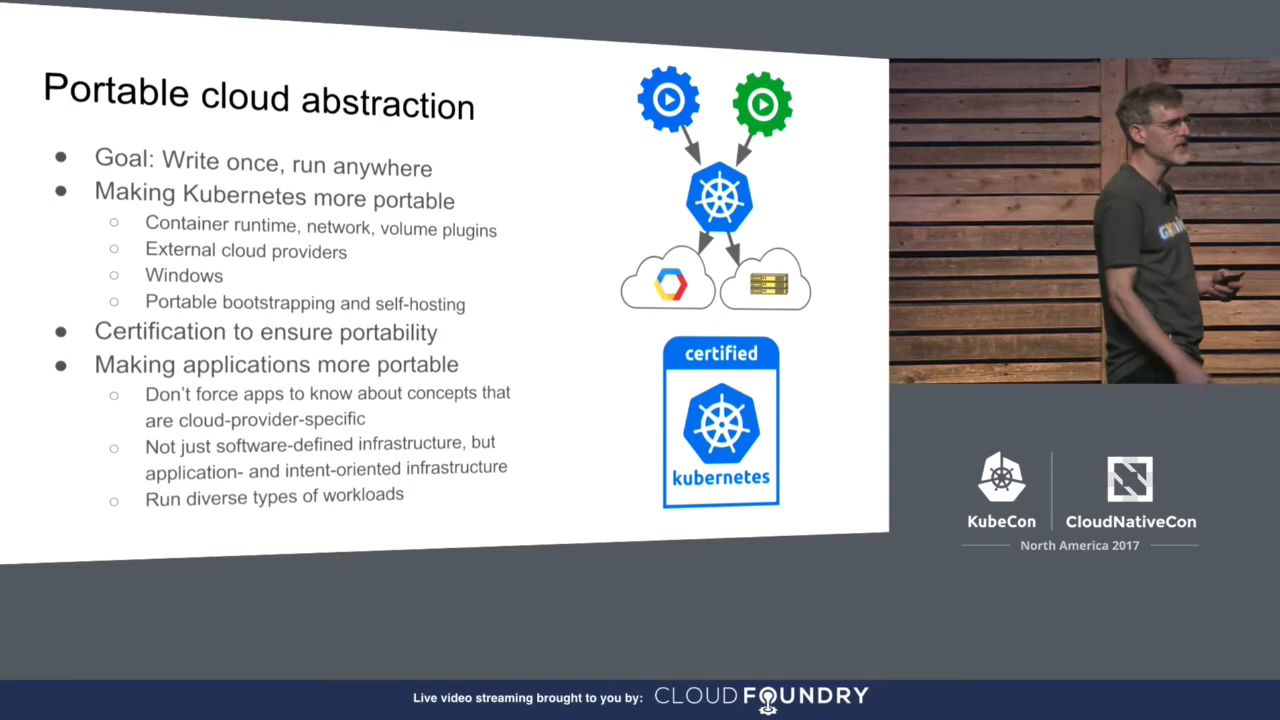 Portable cloud abstraction
● Goal: Write once, run anywhere
● Making Kubernetes more portable
○ Container runtime, network, volume plugins
○ External cloud providers
○ Windows
○ Portable bootstrapping and self-hosting
● Certification to ensure portability
● Making applications more portable
○ Don't force apps to know about concepts that
are cloud-provider-specific
○ Not just software-defined infrastructure, but
application- and intent-oriented infrastructure
○ Run diverse types of workloads
certified
kubernetes
KubeCon
CloudNativeCon
North America 2017
Live video streaming brought to you by: CLOUD FOUNDRY